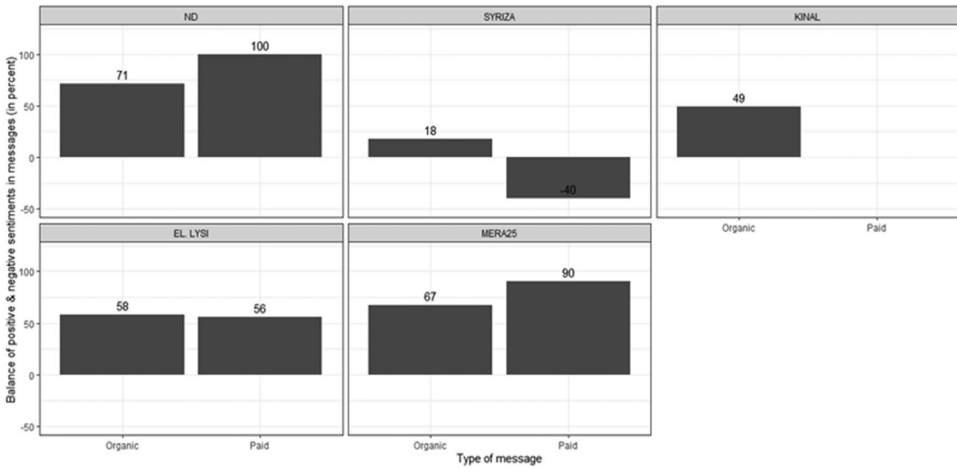 Balance of positive & negative sentiments in messages (in percent)
ND
SYRIZA
KINAL
100
50
0
-50
71
100
18
-40
49
Organic
Paid
EL. LYSI
MERA25
100
50
0
-50
58
56
67
90
Organic
Paid
Organic
Paid
Type of message